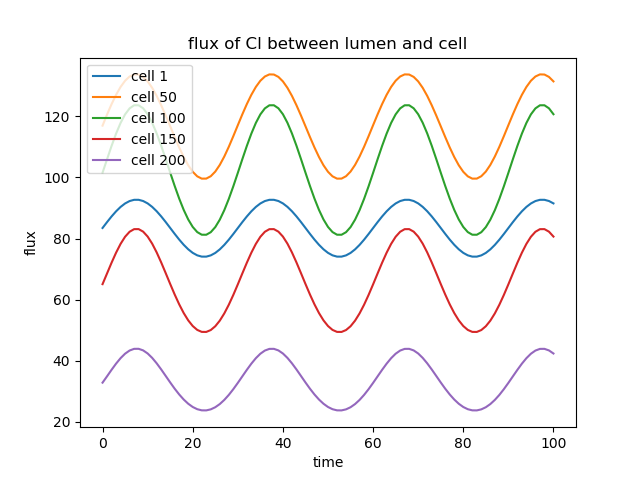 flux of Cl between lumen and cell
cell 1
cell 50
cell 100
cell 150
cell 200
flux
120
100
80
60
40
20
0 20 40 60 80 100
time